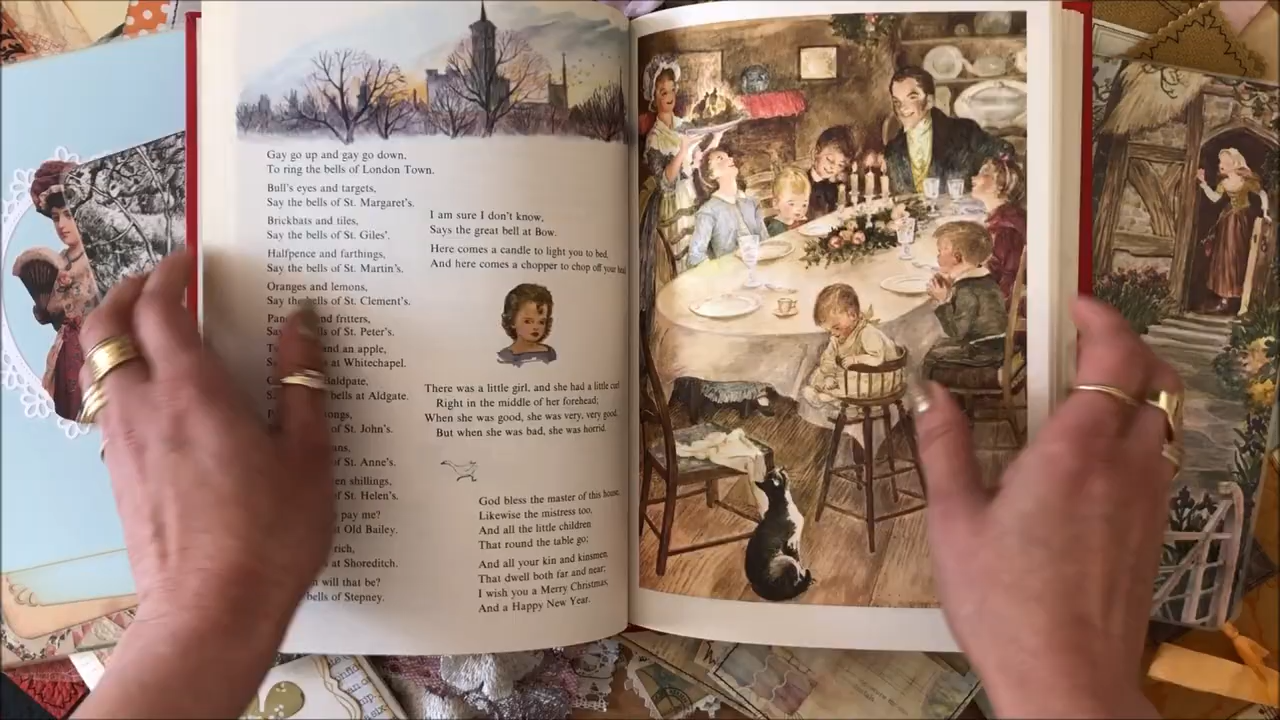 Gay go up and gay go down,
To ring the bells of London Town.
Bull's eyes and targets,
Say the bells of St. Margaret's.
Brickbats and tiles,
Say the bells of St. Giles'.
Halfpence and farthings,
Say the bells of St. Martin's.
Oranges and lemons,
Say the bells of St. Clement's.
and fritters,
of St. Peter's.
and an apple,
at Whitechapel.
Baldpate,
bells at Aldgate.
of St. John's.
of St. Anne's.
shillings,
of St. Helen's.
pay me?
Old Bailey.
rich,
at Shoreditch.
will that be?
bells of Stepney.
I am sure I don't know,
Says the great bell at Bow.
Here comes a candle to light you to bed,
And here comes a chopper to chop off your head
There was a little girl, and she had a little curl
Right in the middle of her forehead;
When she was good, she was very, very good,
But when she was bad, she was horrid.
God bless the master of this house,
Likewise the mistress too,
And all the little children
That round the table go;
And all your kin and kinsmen,
That dwell both far and near;
I wish you a Merry Christmas,
And a Happy New Year.